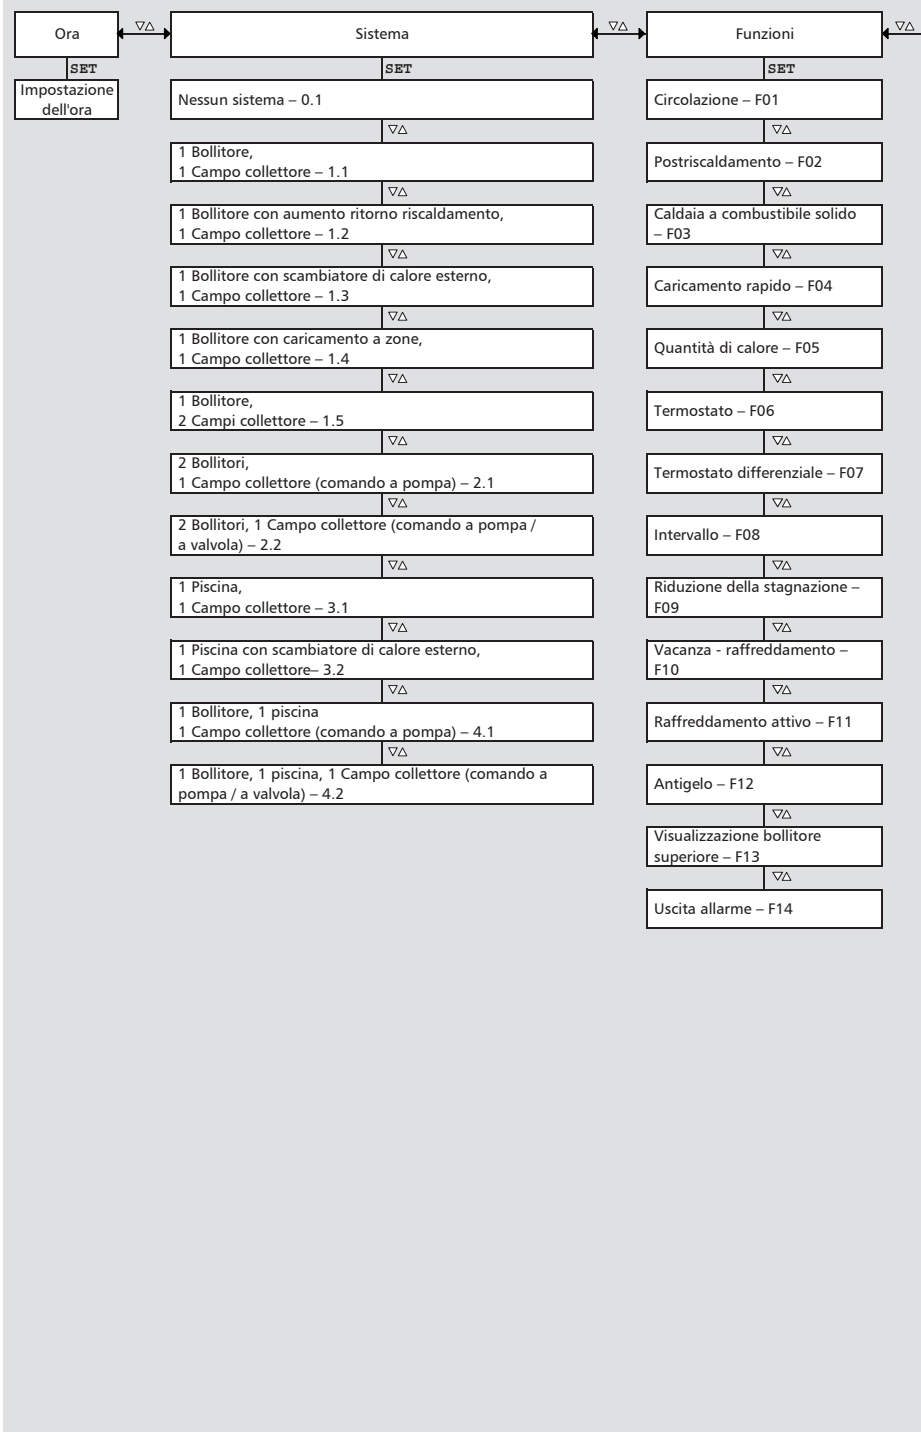 Ora
▽△
Sistema
▽△
Funzioni
▽△
SET
Impostazione
dell'ora
SET
Nessun sistema – 0.1
▽△
1 Bollitore,
1 Campo collettore – 1.1
▽△
1 Bollitore con aumento ritorno riscaldamento,
1 Campo collettore – 1.2
▽△
1 Bollitore con scambiatore di calore esterno,
1 Campo collettore – 1.3
▽△
1 Bollitore con caricamento a zone,
1 Campo collettore – 1.4
▽△
1 Bollitore,
2 Campi collettore – 1.5
▽△
2 Bollitori,
1 Campo collettore (comando a pompa) – 2.1
▽△
2 Bollitori, 1 Campo collettore (comando a pompa /
a valvola) – 2.2
▽△
1 Piscina,
1 Campo collettore – 3.1
▽△
1 Piscina con scambiatore di calore esterno,
1 Campo collettore– 3.2
▽△
1 Bollitore, 1 piscina
1 Campo collettore (comando a pompa) – 4.1
▽△
1 Bollitore, 1 piscina, 1 Campo collettore (comando a
pompa / a valvola) – 4.2
SET
Circolazione – F01
▽△
Postriscaldamento – F02
▽△
Caldaia a combustibile solido
– F03
▽△
Caricamento rapido – F04
▽△
Quantità di calore – F05
▽△
Termostato – F06
▽△
Termostato differenziale – F07
▽△
Intervallo – F08
▽△
Riduzione della stagnazione –
F09
▽△
Vacanza - raffreddamento –
F10
▽△
Raffreddamento attivo – F11
▽△
Antigelo – F12
▽△
Visualizzazione bollitore
superiore – F13
▽△
Uscita allarme – F14